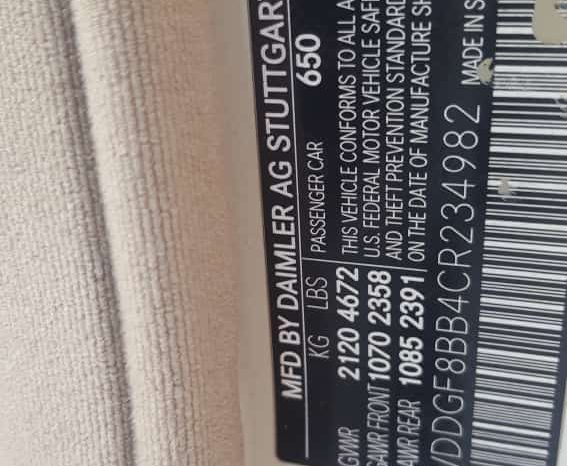 MFD BY DAIMLER AG STUTTGAR
KG LBS PASSENGER CAR 650
GVWR 2120 4672
GAWR FRONT 1070 2358
AWR REAR 1085 2391
THIS VEHICLE CONFORMS TO ALL A
U.S. FEDERAL MOTOR VEHICLE SAFE
AND THEFT PREVENTION STANDARD
ON THE DATE OF MANUFACTURE SH
DDGF8BB4CR234982 MADE IN S